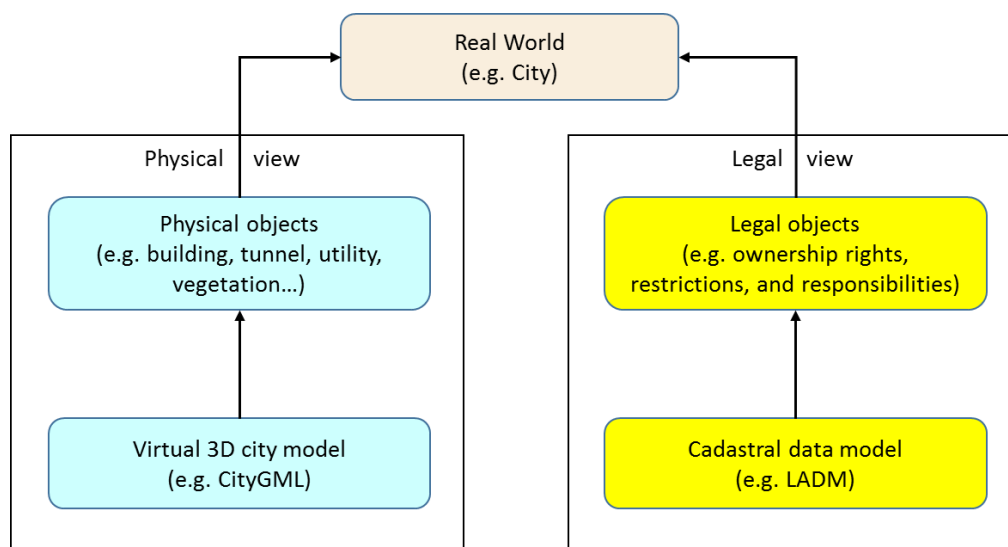 Real World
(e.g. City)
Physical view
Physical objects
(e.g. building, tunnel, utility,
vegetation...)
Virtual 3D city model
(e.g. CityGML)
Legal view
Legal objects
(e.g. ownership rights,
restrictions, and responsibilities)
Cadastral data model
(e.g. LADM)